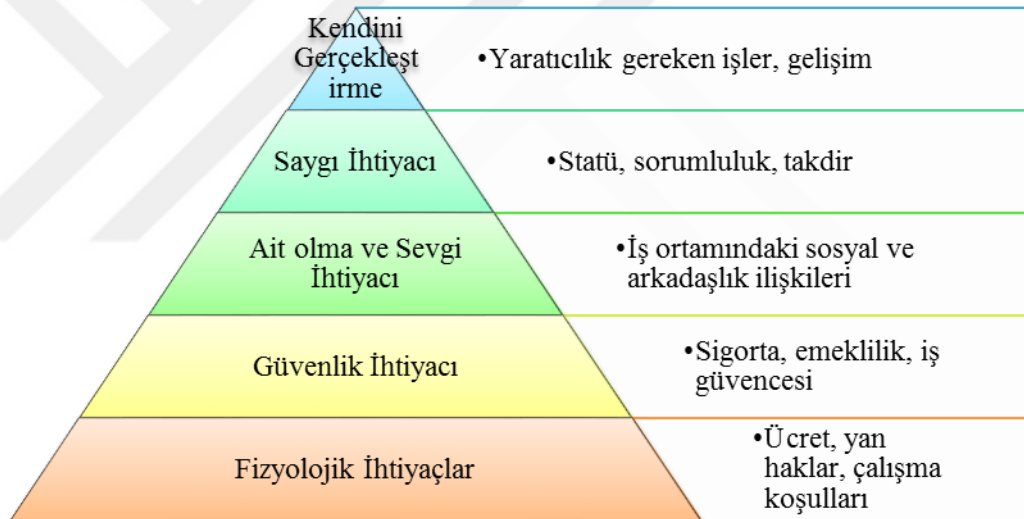 Kendini
Gerçekleşt
irme
•Yaratıcılık gereken işler, gelişim
Saygı İhtiyacı
•Statü, sorumluluk, takdir
Ait olma ve Sevgi
İhtiyacı
•İş ortamındaki sosyal ve
arkadaşlık ilişkileri
Güvenlik İhtiyacı
•Sigorta, emeklilik, iş
güvencesi
Fizyolojik İhtiyaçlar
•Ücret, yan
haklar, çalışma
koşulları